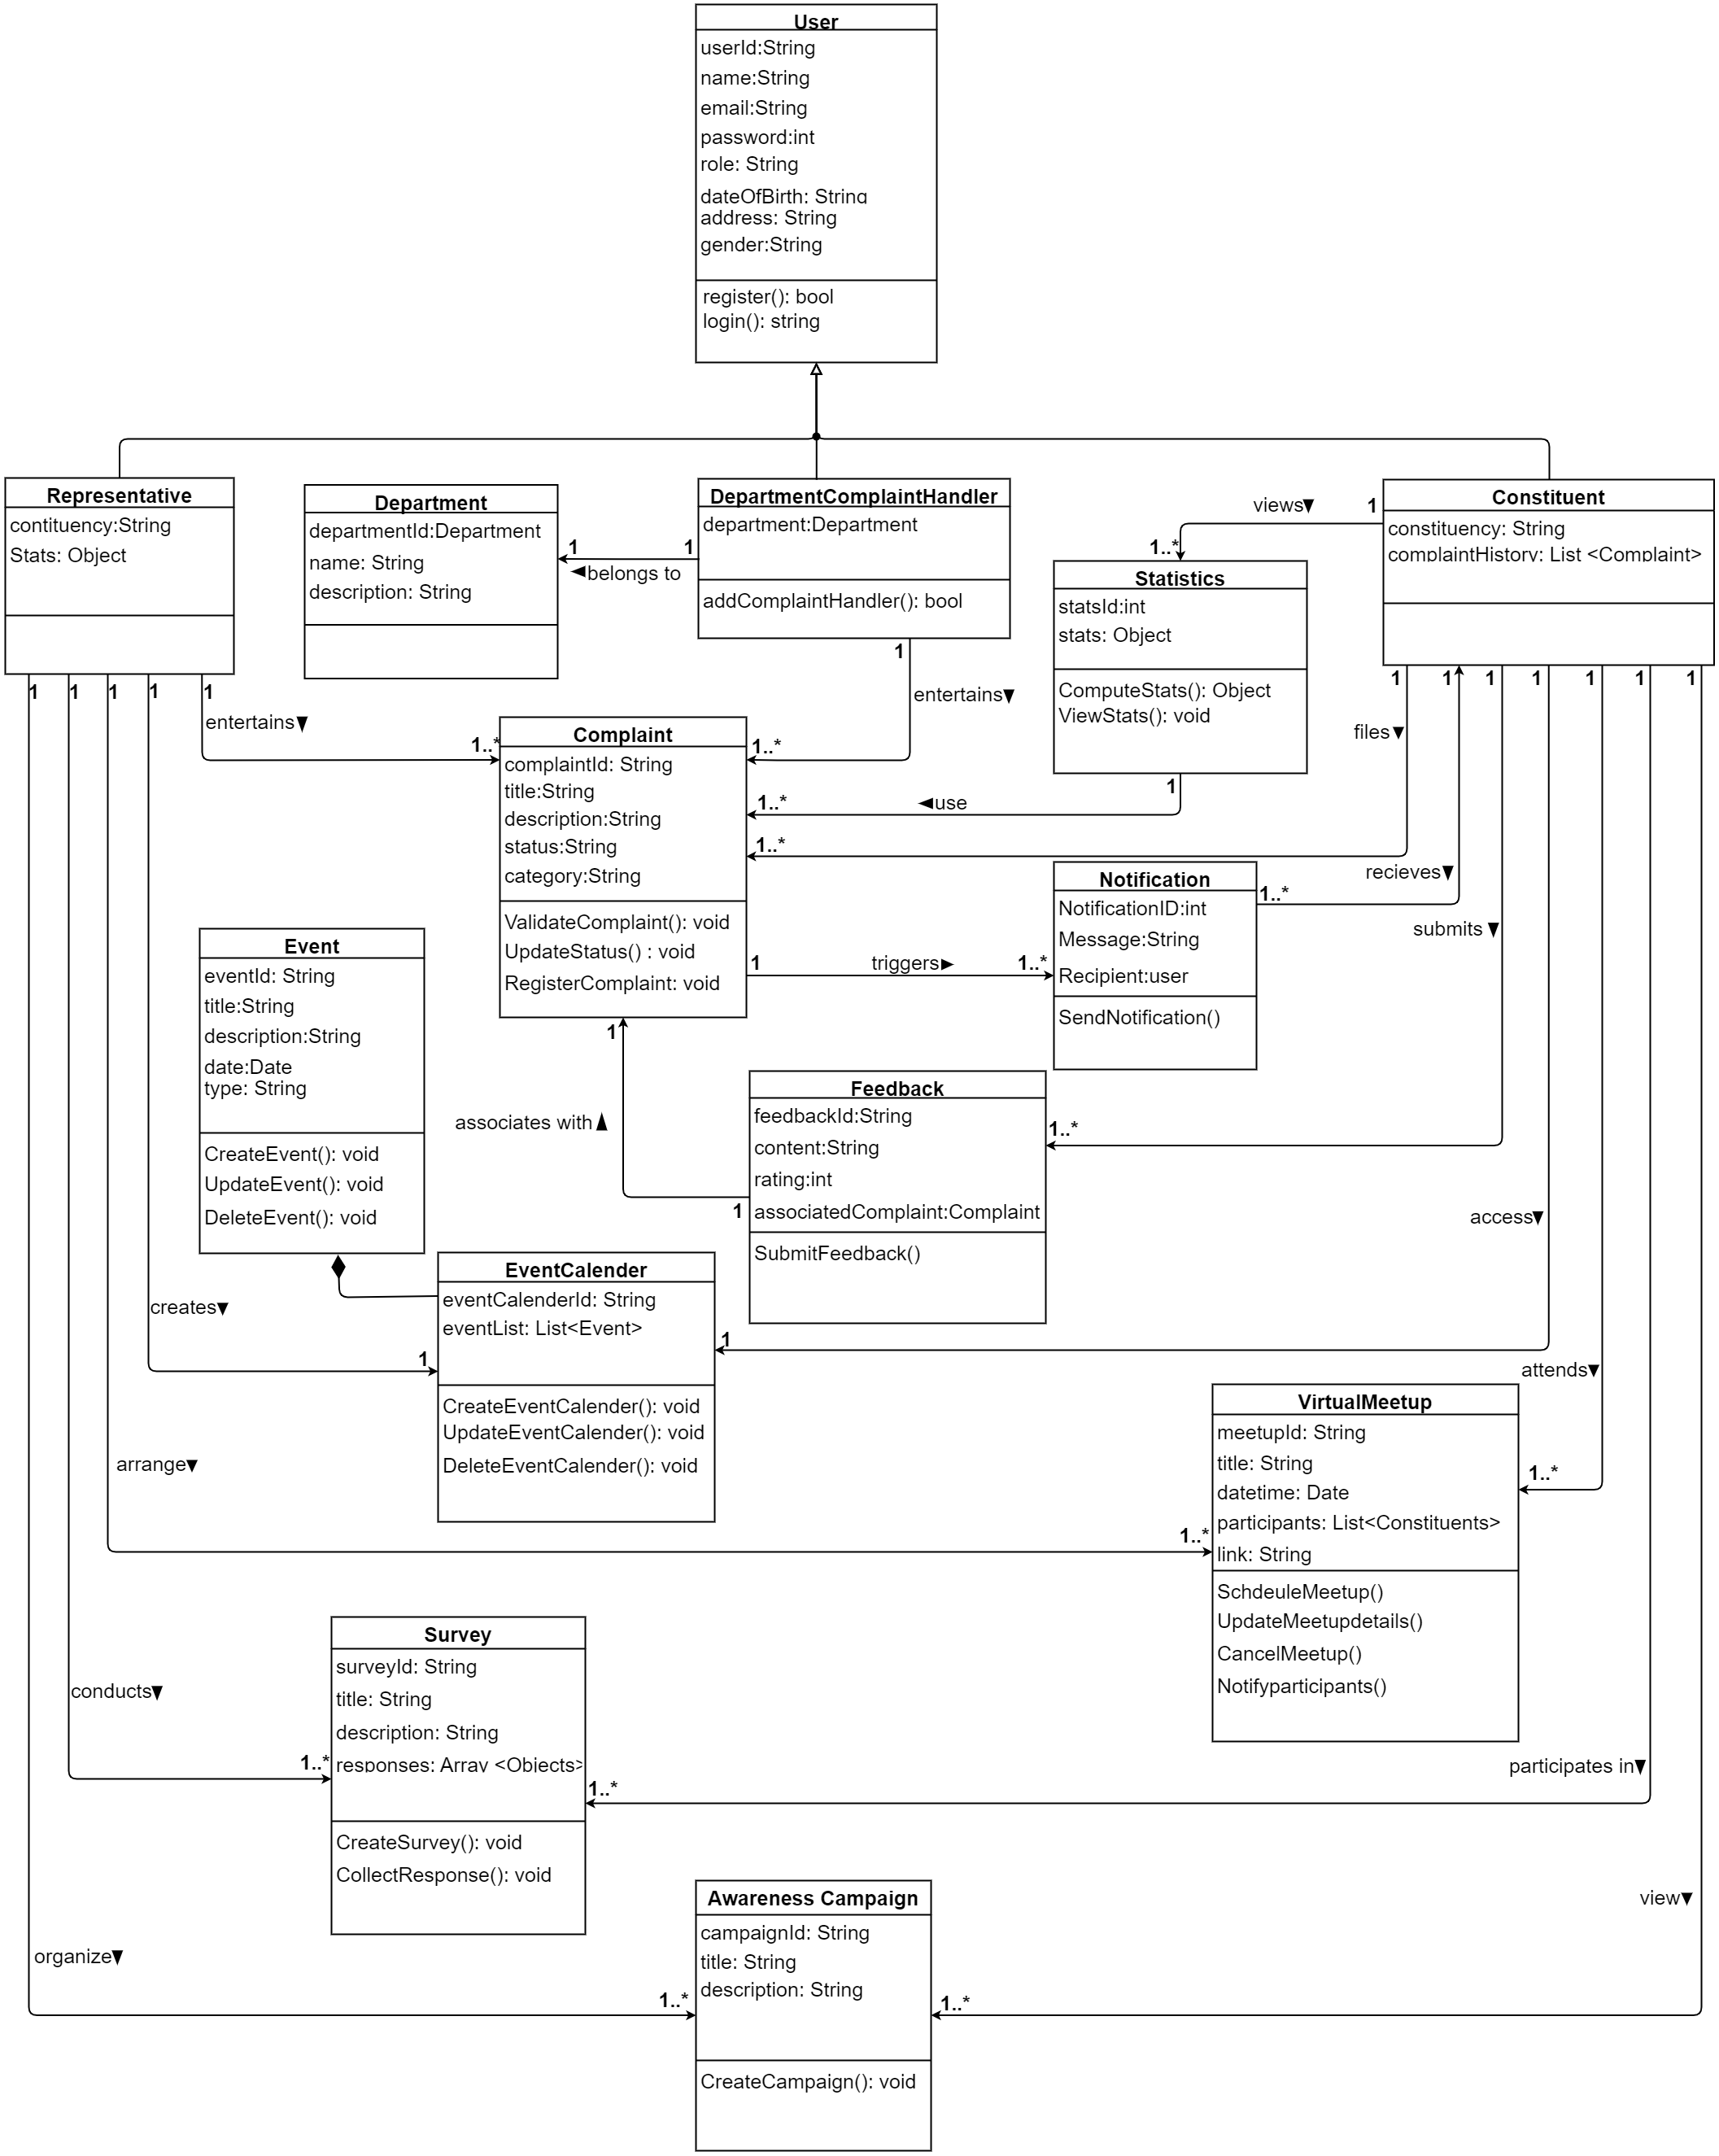 User
userId:String
name:String
email:String
password:int
role: String
dateOfBirth: String
address: String
gender:String
register(): bool
login(): string
Representative
contituency:String
Stats: Object
Department
departmentId:Department
name: String
description: String
1
1
◀belongs to
DepartmentComplaintHandler
department:Department
addComplaintHandler(): bool
views▼
1
1..*
Constituent
constituency: String
complaintHistory: List <Complaint>
Statistics
statsId:int
stats: Object
ComputeStats(): Object
ViewStats(): void
1
1
1
1
1
entertains▼
1..*
1
entertains▼
1..*
1
1
1
1
1
1
1
files▼
Complaint
complaintId: String
title:String
description:String
status:String
category:String
ValidateComplaint(): void
UpdateStatus() : void
RegisterComplaint: void
1
◀use
1..*
1..*
recieves▼
1..*
Notification
NotificationID:int
Message:String
Recipient:user
SendNotification()
submits ▼
1
triggers▶
1..*
Event
eventId: String
title:String
description:String
date:Date
type: String
CreateEvent(): void
UpdateEvent(): void
DeleteEvent(): void
1
associates with▲
1
Feedback
feedbackId:String
content:String
rating:int
associatedComplaint:Complaint
SubmitFeedback()
1..*
access▼
creates▼
1
EventCalender
eventCalenderId: String
eventList: List<Event>
CreateEventCalender(): void
UpdateEventCalender(): void
DeleteEventCalender(): void
1
attends▼
1..*
VirtualMeetup
meetupId: String
title: String
datetime: Date
participants: List<Constituents>
link: String
SchdeuleMeetup()
UpdateMeetupdetails()
CancelMeetup()
Notifyparticipants()
arrange▼
1..*
Survey
surveyId: String
title: String
description: String
responses: Array <Objects>
CreateSurvey(): void
CollectResponse(): void
conducts▼
1..*
1..*
participates in▼
Awareness Campaign
campaignId: String
title: String
description: String
CreateCampaign(): void
view▼
organize▼
1..*
1..*